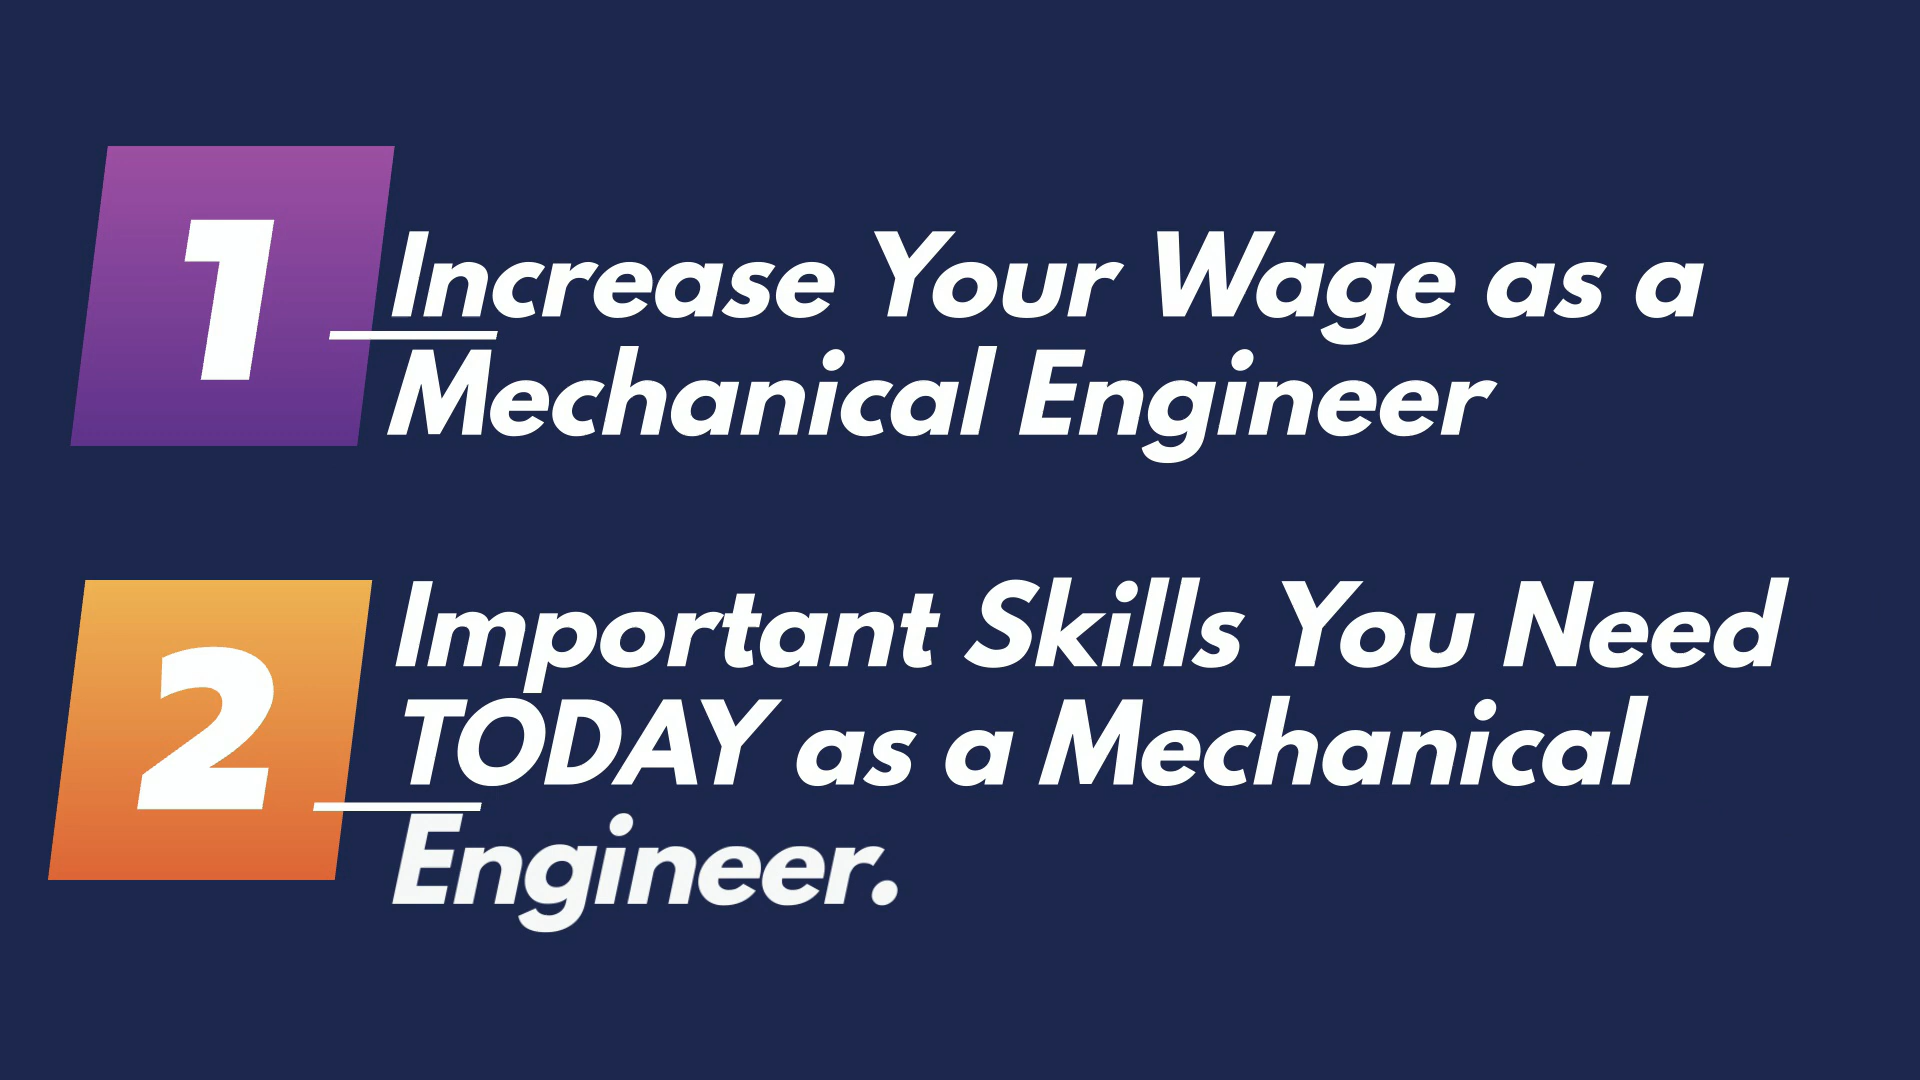 1
Increase Your Wage as a
Mechanical Engineer
2
Important Skills You Need
TODAY as a Mechanical
Engineer.